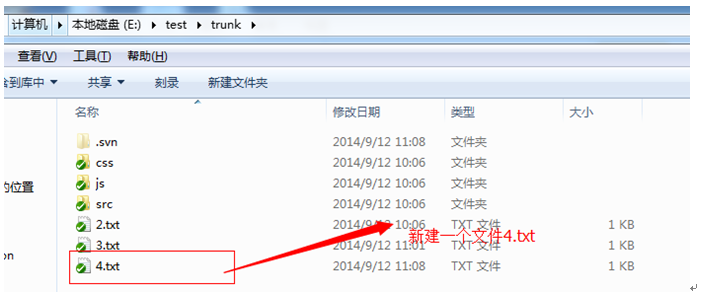 计算机 ▸ 本地磁盘 (E:) ▸ test ▸ trunk ▸
查看(V) 工具(T) 帮助(H)
含到库中 ▾ 共享 ▾ 刻录 新建文件夹
名称 修改日期 类型 大小
.svn 2014/9/12 11:08 文件夹
css 2014/9/12 10:06 文件夹
js 2014/9/12 10:06 文件夹
的位置
src 2014/9/12 10:06 文件夹
2.txt 2014/9/12 10:06 TXT 文件 1 KB
新建一个文件4.txt
3.txt 2014/9/12 11:01 TXT 文件 1 KB
on
4.txt 2014/9/12 11:08 TXT 文件 1 KB